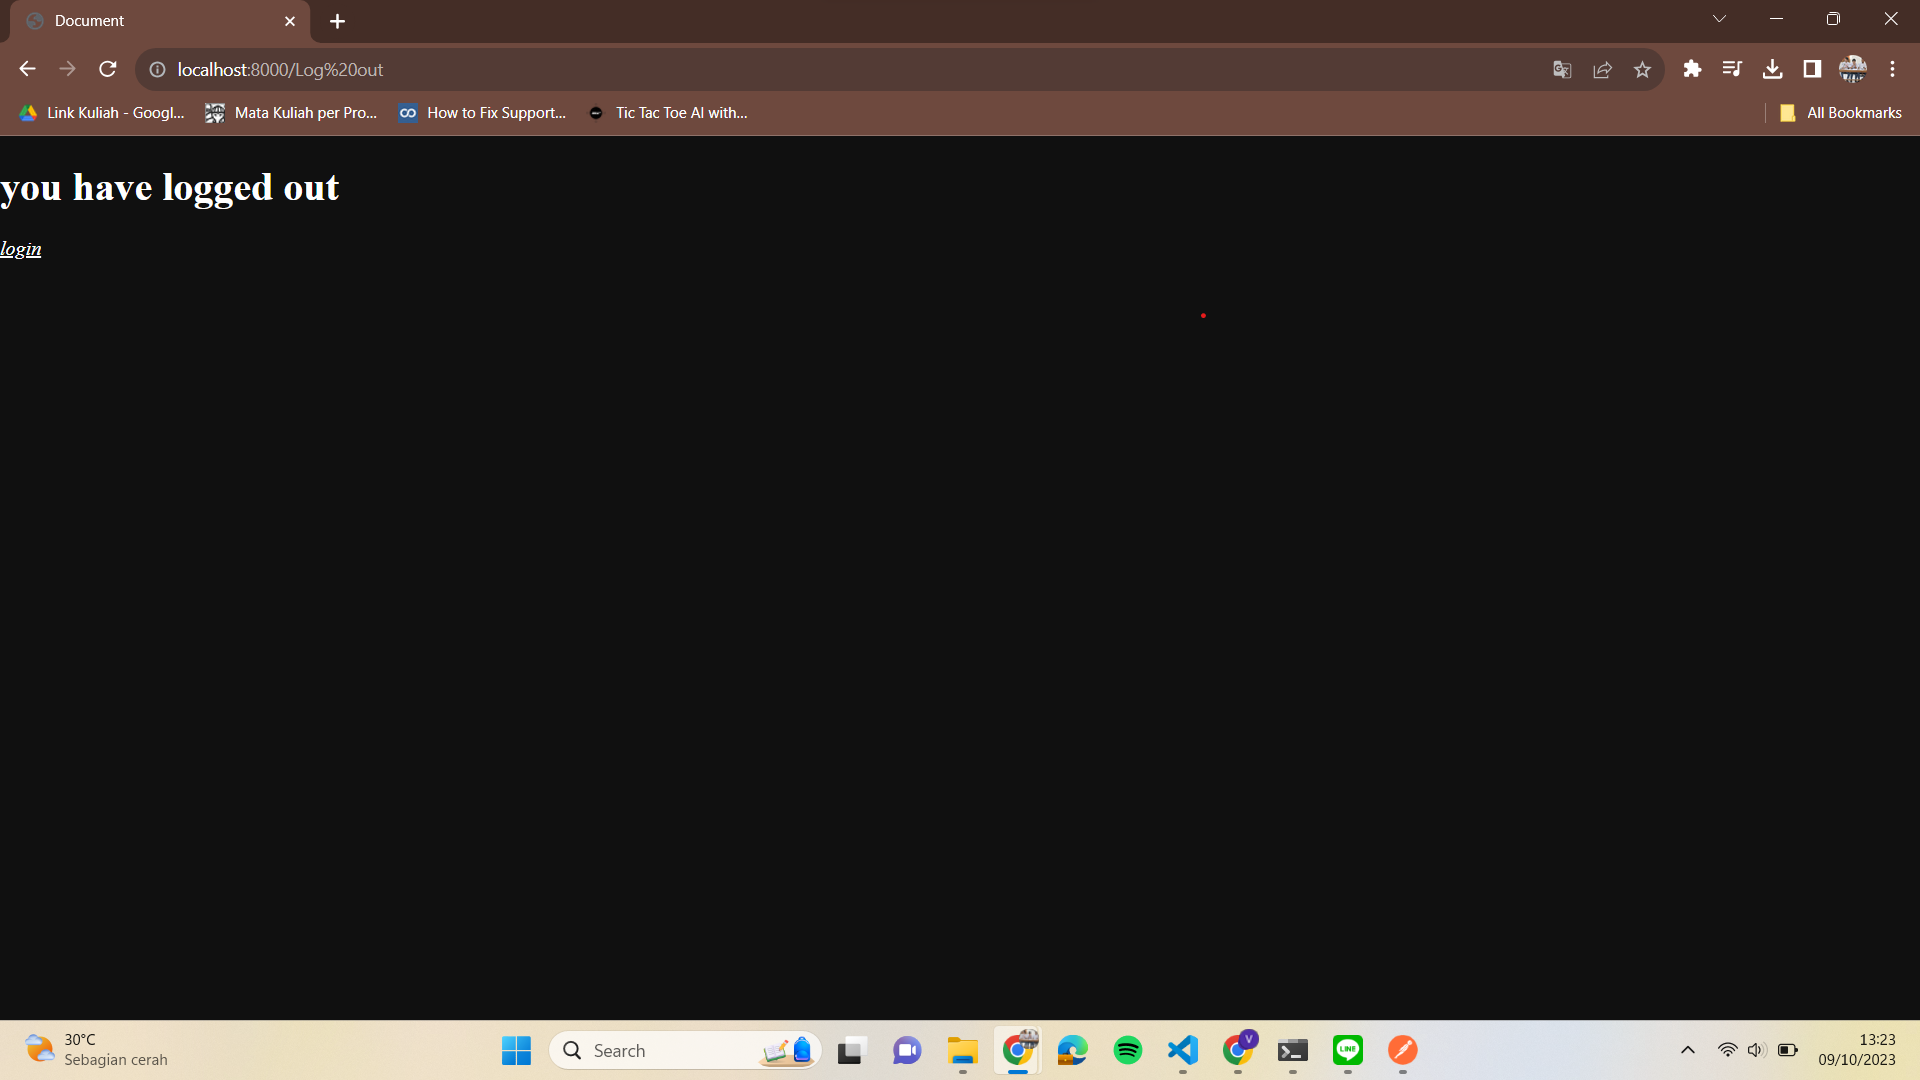 Document
localhost:8000/Log%20out
Link Kuliah - Googl...
Mata Kuliah per Pro...
How to Fix Support...
Tic Tac Toe AI with...
All Bookmarks
you have logged out
login
30°C
Sebagian cerah
Search
V
LINE
13:23
09/10/2023